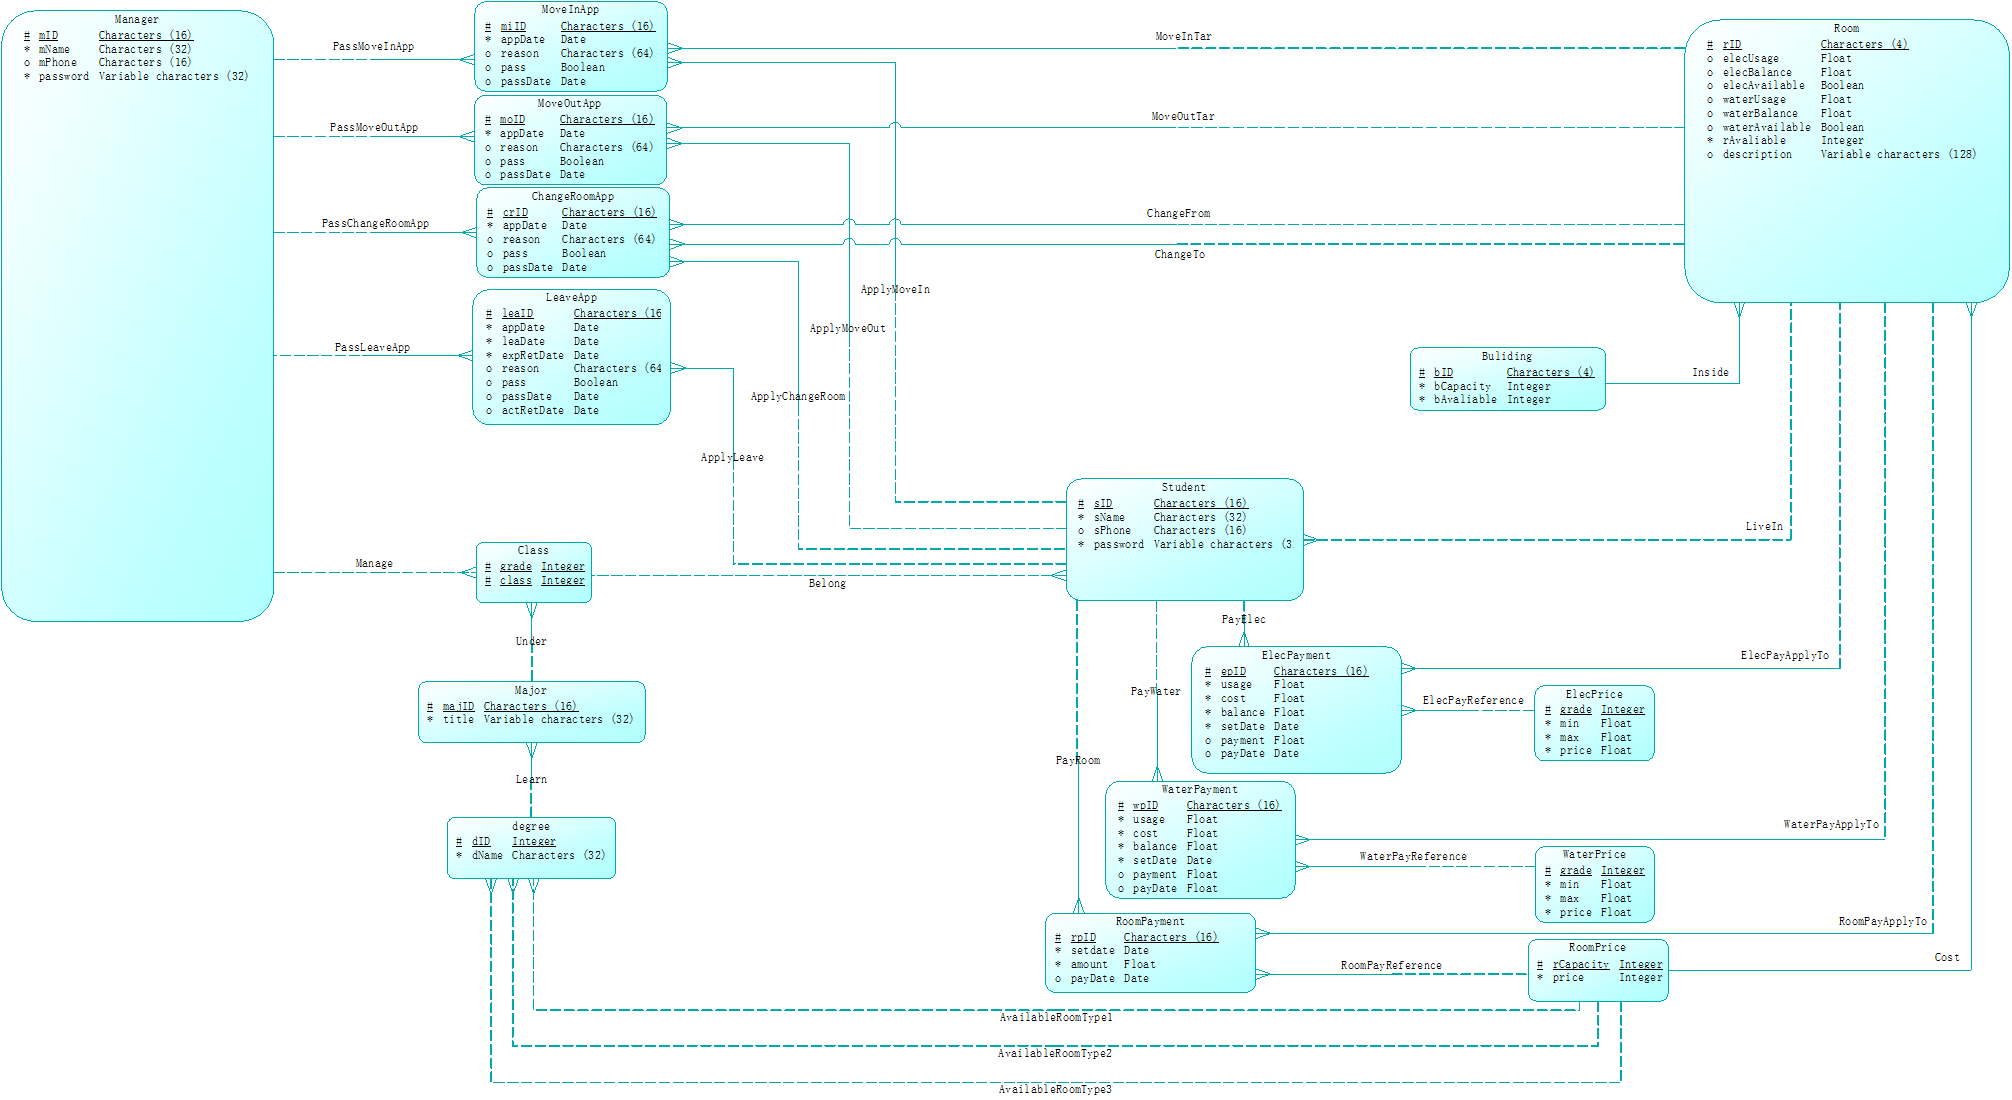 Manager
# mID Characters (16)
* mName Characters (32)
o mPhone Characters (16)
* password Variable characters (32)
PassMoveInApp
PassMoveOutApp
PassChangeRoomApp
PassLeaveApp
Manage
MoveInApp
# miID Characters (16)
* appDate Date
o reason Characters (64)
o pass Boolean
o passDate Date
MoveOutApp
# moID Characters (16)
* appDate Date
o reason Characters (64)
o pass Boolean
o passDate Date
ChangeRoomApp
# crID Characters (16)
* appDate Date
o reason Characters (64)
o pass Boolean
o passDate Date
LeaveApp
# leaID Characters (16
* appDate Date
* leaDate Date
* expRetDate Date
o reason Characters (64
o pass Boolean
o passDate Date
o actRetDate Date
MoveInTar
MoveOutTar
ChangeFrom
ChangeTo
ApplyMoveIn
ApplyMoveOut
ApplyChangeRoom
ApplyLeave
Room
# rID Characters (4)
o elecUsage Float
o elecBalance Float
o elecAvailable Boolean
o waterUsage Float
o waterBalance Float
o waterAvailable Boolean
* rAvaliable Integer
o description Variable characters (128)
Buliding
# bID Characters (4)
* bCapacity Integer
* bAvaliable Integer
Inside
LiveIn
Student
# sID Characters (16)
* sName Characters (32)
o sPhone Characters (16)
* password Variable characters (3
Class
# grade Integer
# class Integer
Belong
Under
Major
# majID Characters (16)
* title Variable characters (32)
Learn
degree
# dID Integer
* dName Characters (32)
PayElec
PayWater
PayRoom
ElecPayment
# epID Characters (16)
* usage Float
* cost Float
* balance Float
* setDate Date
o payment Float
o payDate Date
ElecPayApplyTo
ElecPayReference
ElecPrice
# grade Integer
* min Float
* max Float
* price Float
WaterPayment
# wpID Characters (16)
* usage Float
* cost Float
* balance Float
* setDate Date
o payment Float
o payDate Float
WaterPayApplyTo
WaterPayReference
WaterPrice
# grade Integer
* min Float
* max Float
* price Float
RoomPayment
# rpID Characters (16)
* setdate Date
* amount Float
o payDate Date
RoomPayApplyTo
RoomPayReference
RoomPrice
# rCapacity Integer
* price Integer
Cost
AvailableRoomType1
AvailableRoomType2
AvailableRoomType3